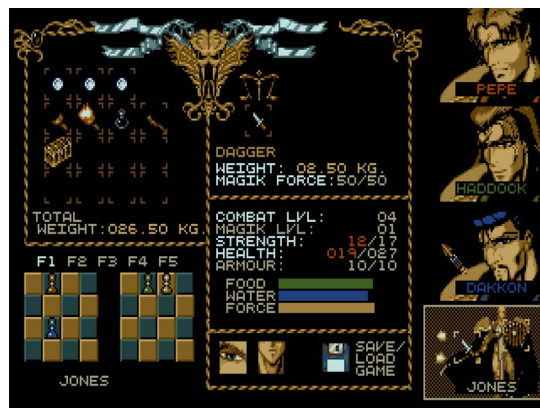 PEPE
HADDOCK
DAKKON
DAGGER
WEIGHT: 02.50 KG.
MAGIK FORCE:50/50
TOTAL
WEIGHT:026.50 KG.
COMBAT LVL: 04
MAGIK LVL: 01
STRENGTH: 12/17
HEALTH: 019/027
ARMOUR: 10/10
FOOD
WATER
FORCE
F1 F2 F3 F4 F5
JONES
SAVE/
LOAD
GAME
JONES